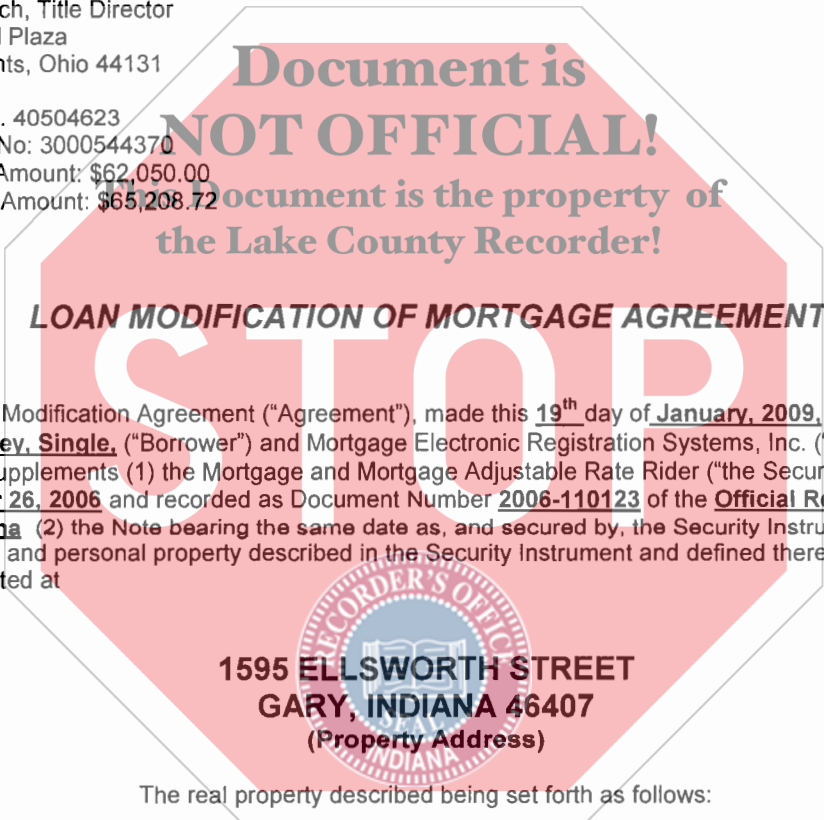 ch, Title Director
Plaza
nts, Ohio 44131
. 40504623
No: 3000544370
Amount: $62,050.00
Amount: $65,208.72
Document is
NOT OFFICIAL!
This Document is the property of
the Lake County Recorder!
LOAN MODIFICATION OF MORTGAGE AGREEMENT
STOP
Modification Agreement (“Agreement”), made this 19th day of January, 2009,
ey, Single, (“Borrower”) and Mortgage Electronic Registration Systems, Inc. (“
upplements (1) the Mortgage and Mortgage Adjustable Rate Rider (“the Secur
26, 2006 and recorded as Document Number 2006-110123 of the Official Re
na (2) the Note bearing the same date as, and secured by, the Security Instru
and personal property described in the Security Instrument and defined there
ted at
RECORDER'S OFFICE
1595 ELLSWORTH STREET
GARY, INDIANA 46407
SEAL
(Property Address)
INDIANA
The real property described being set forth as follows: